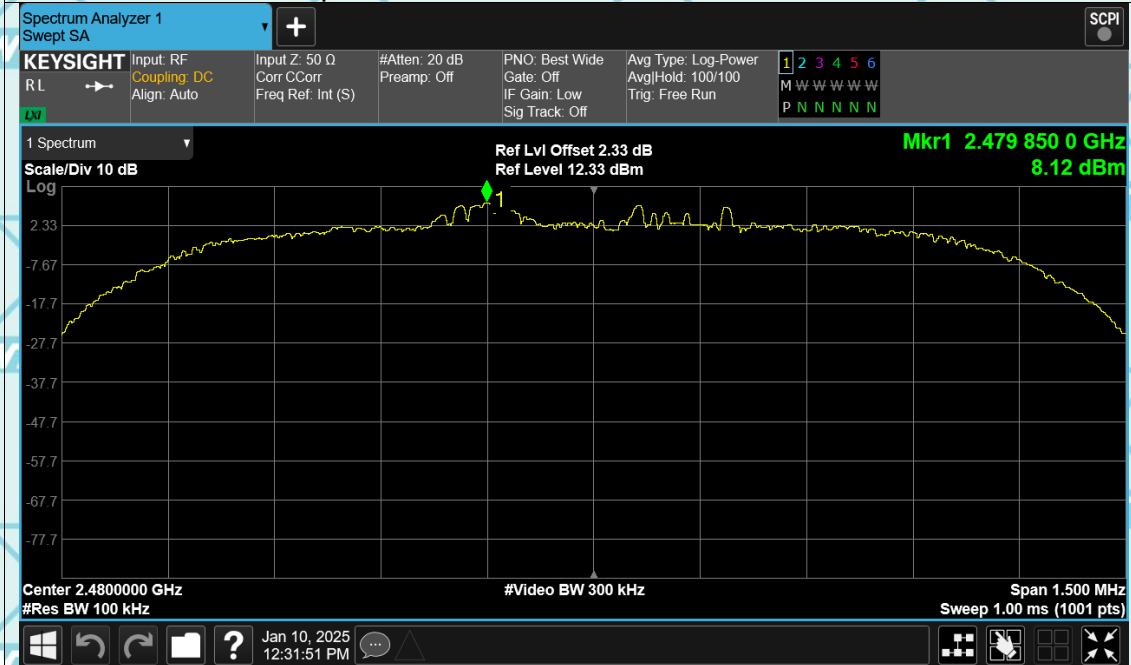 Spectrum Analyzer 1
Swept SA
+
SCPI
KEYSIGHT
R L
LXI
Input: RF
Coupling: DC
Align: Auto
Input Z: 50 Ω
Corr CCorr
Freq Ref: Int (S)
#Atten: 20 dB
Preamp: Off
PNO: Best Wide
Gate: Off
IF Gain: Low
Sig Track: Off
Avg Type: Log-Power
Avg|Hold: 100/100
Trig: Free Run
1 2 3 4 5 6
M W W W W W
P N N N N N
1 Spectrum
Scale/Div 10 dB
Log
Ref Lvl Offset 2.33 dB
Ref Level 12.33 dBm
Mkr1 2.479 850 0 GHz
8.12 dBm
1
2.33
-7.67
-17.7
-27.7
-37.7
-47.7
-57.7
-67.7
-77.7
Center 2.4800000 GHz
#Res BW 100 kHz
#Video BW 300 kHz
Span 1.500 MHz
Sweep 1.00 ms (1001 pts)
?
Jan 10, 2025
12:31:51 PM